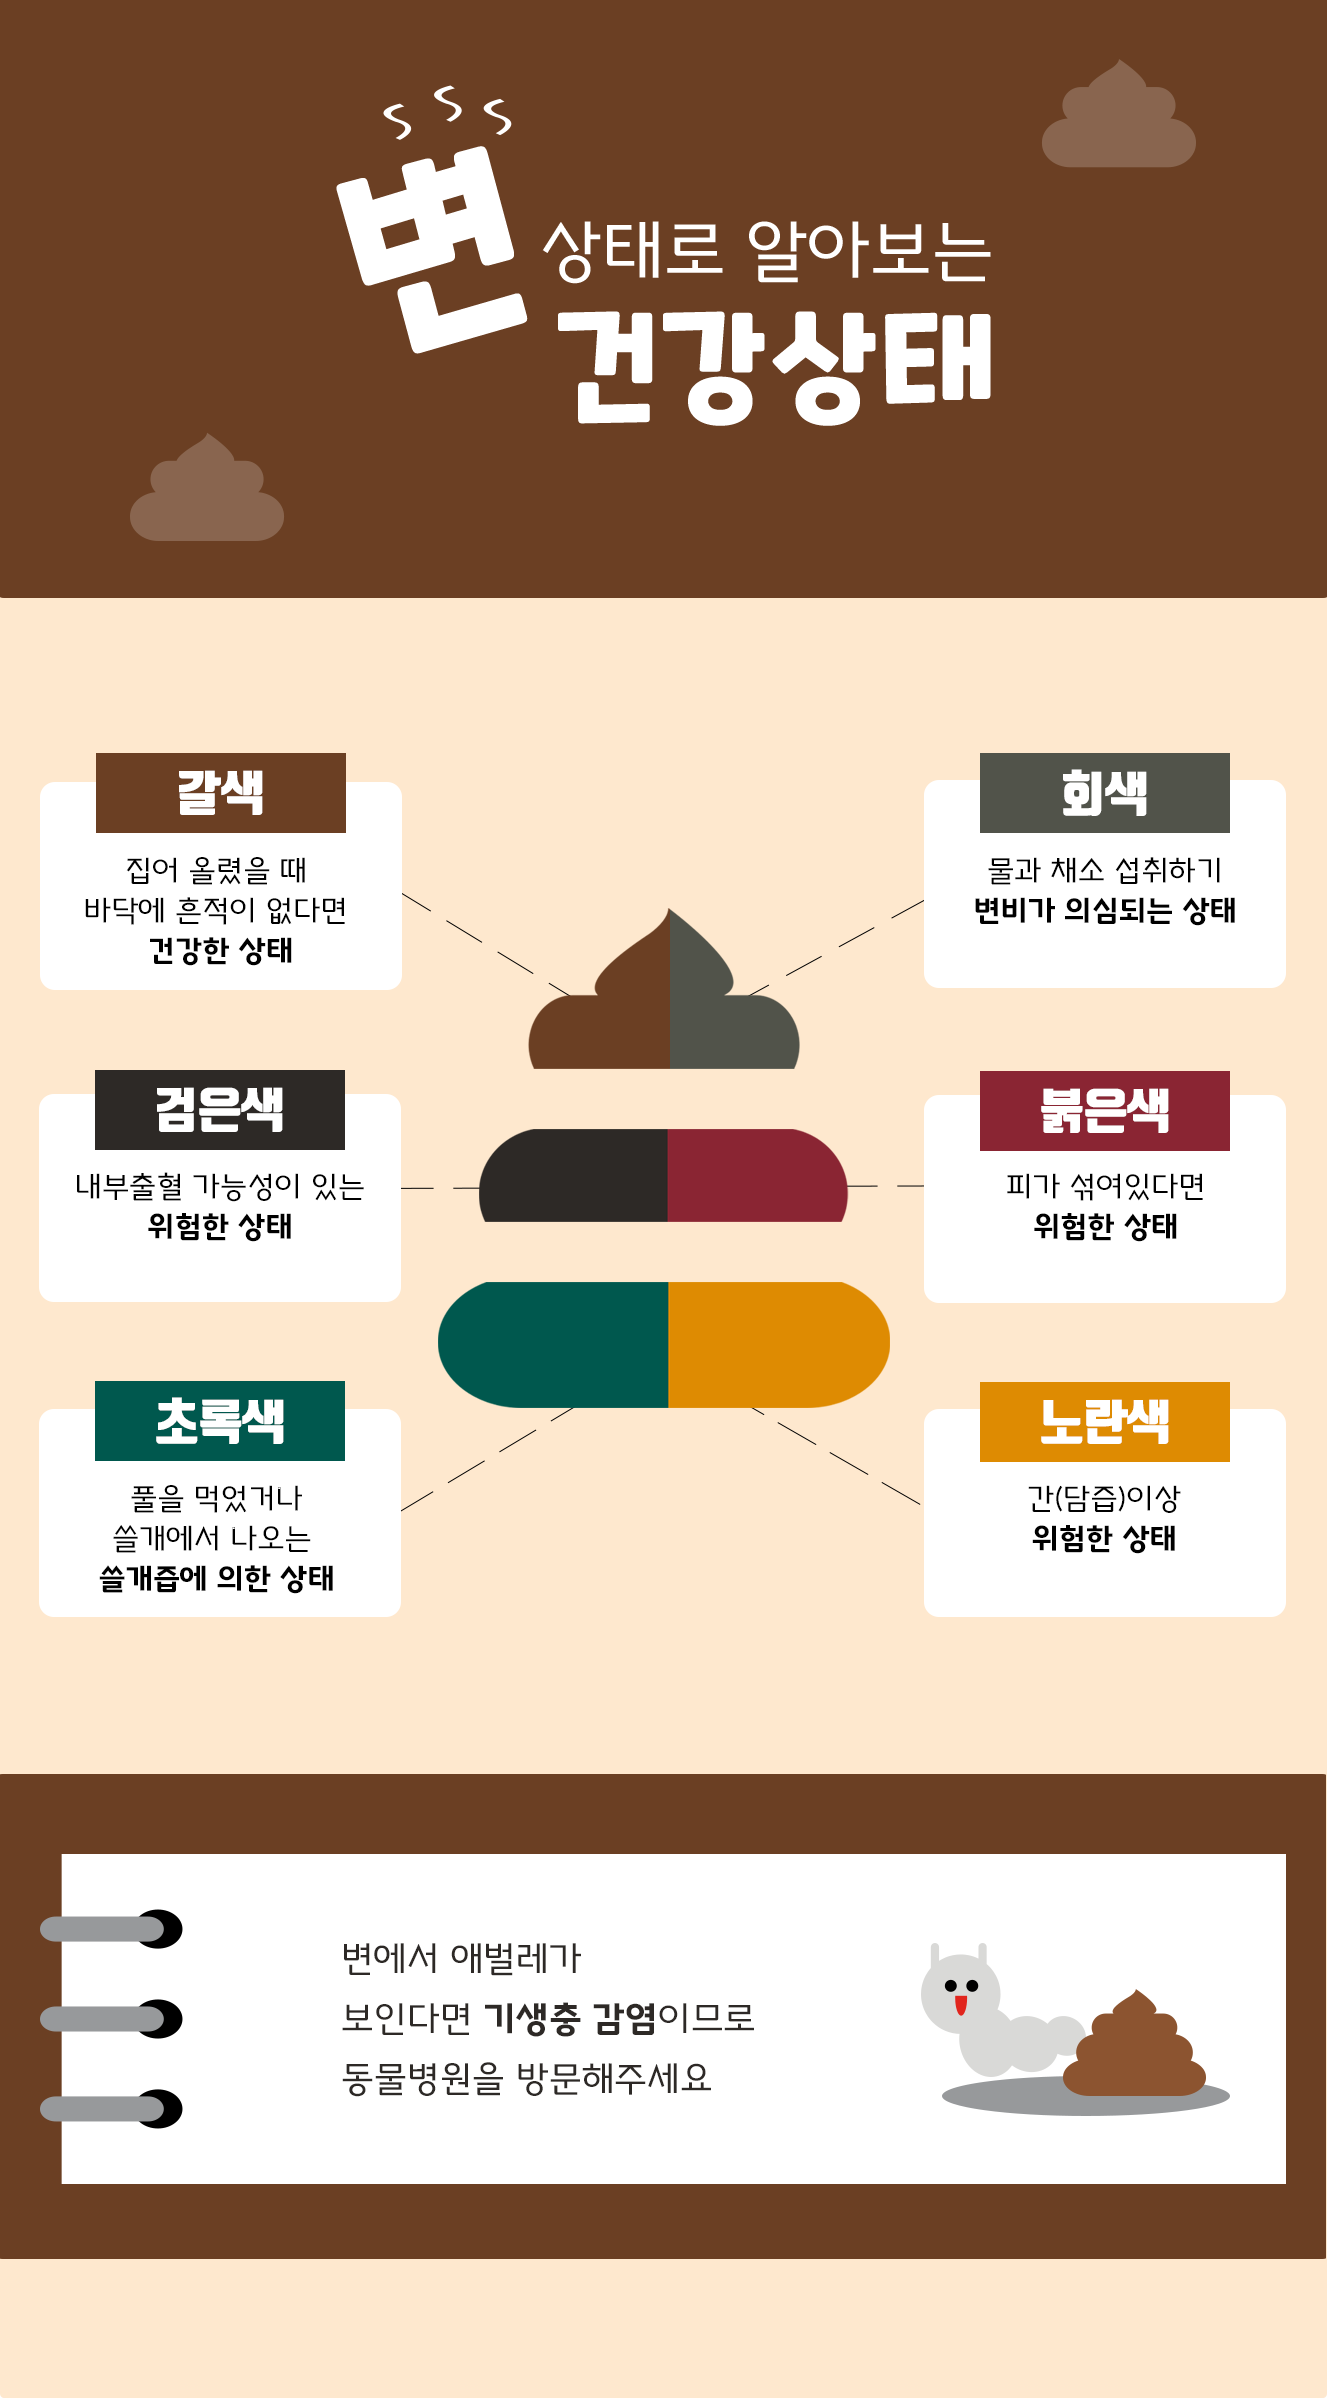 변 상태로 알아보는
건강상태
갈색
집어 올렸을 때
바닥에 흔적이 없다면
건강한 상태
회색
물과 채소 섭취하기
변비가 의심되는 상태
검은색
내부출혈 가능성이 있는
위험한 상태
붉은색
피가 섞여있다면
위험한 상태
초록색
풀을 먹었거나
쓸개에서 나오는
쓸개즙에 의한 상태
노란색
간(담즙)이상
위험한 상태
변에서 애벌레가
보인다면 기생충 감염이므로
동물병원을 방문해주세요